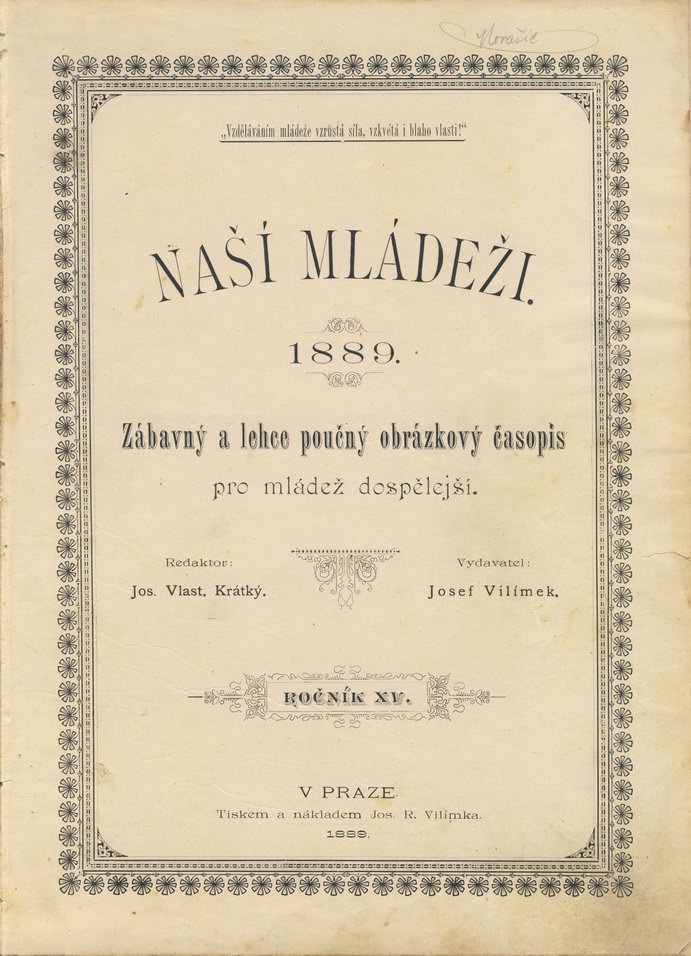 „Vzděláváním mládeže vzrůstá síla, vzkvétá i blaho vlasti!“
NAŠÍ MLÁDEŽI.
1889.
Zábavný a lehce poučný obrázkový časopis
pro mládež dospělejší.
Redaktor:
Jos. Vlast. Krátký.
Vydavatel:
Josef Vilímek.
ROČNÍK XV.
V PRAZE.
Tiskem a nákladem Jos. R. Vilímka.
1889.